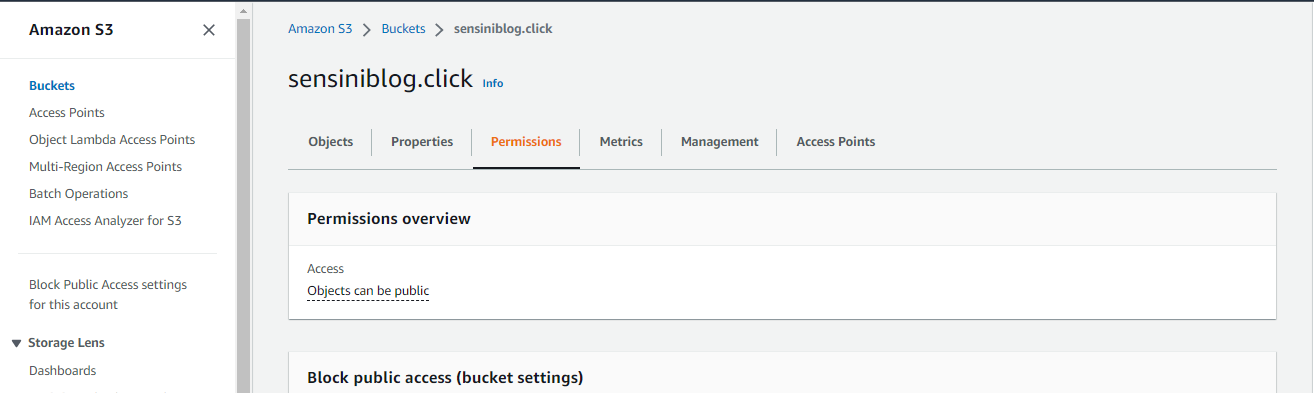 Amazon S3
Buckets
Access Points
Object Lambda Access Points
Multi-Region Access Points
Batch Operations
IAM Access Analyzer for S3
Block Public Access settings
for this account
Storage Lens
Dashboards
Amazon S3 > Buckets > sensiniblog.click
sensiniblog.click Info
Objects Properties Permissions Metrics Management Access Points
Permissions overview
Access
Objects can be public
Block public access (bucket settings)